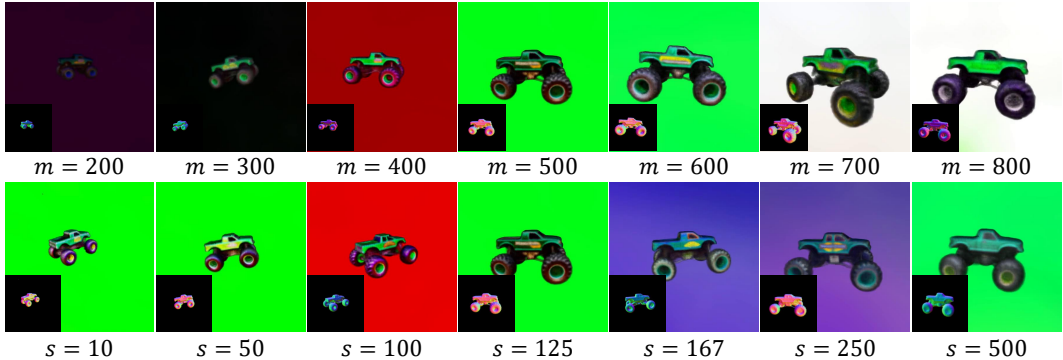 m = 200 m = 300 m = 400 m = 500 m = 600 m = 700 m = 800
s = 10 s = 50 s = 100 s = 125 s = 167 s = 250 s = 500